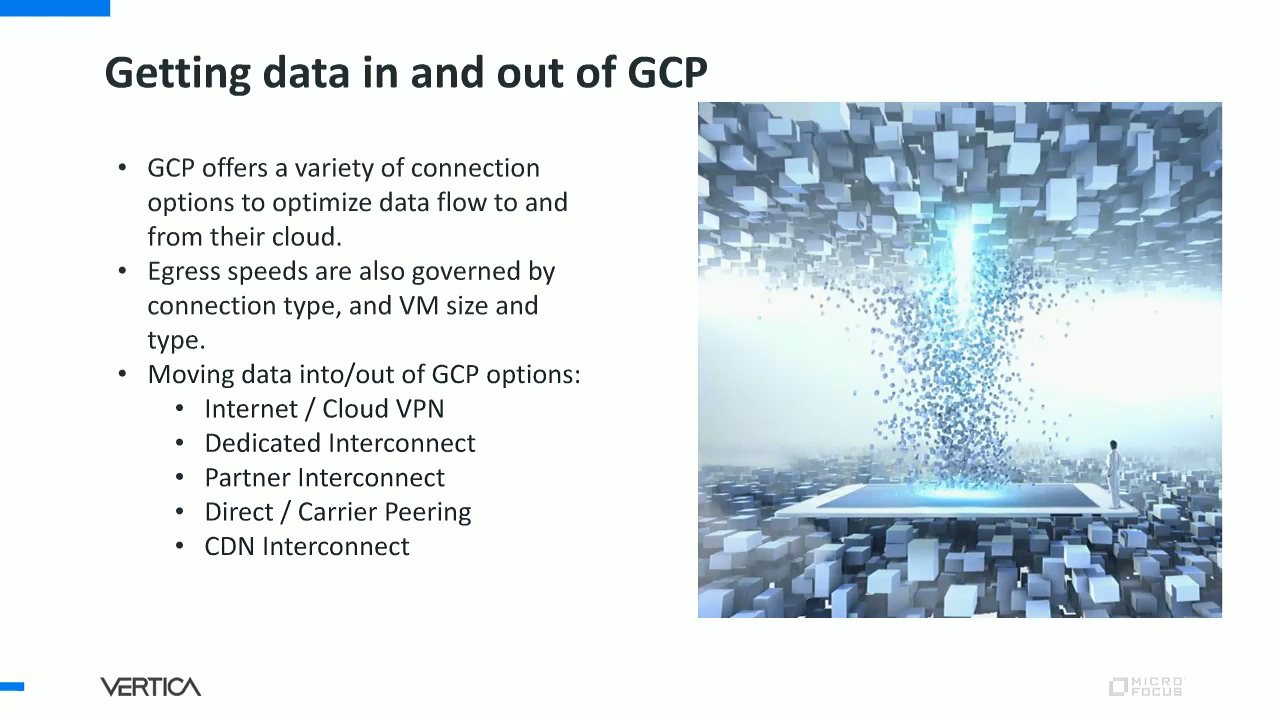 Getting data in and out of GCP
• GCP offers a variety of connection
options to optimize data flow to and
from their cloud.
• Egress speeds are also governed by
connection type, and VM size and
type.
• Moving data into/out of GCP options:
• Internet / Cloud VPN
• Dedicated Interconnect
• Partner Interconnect
• Direct / Carrier Peering
• CDN Interconnect
VERTICA
MICRO
FOCUS